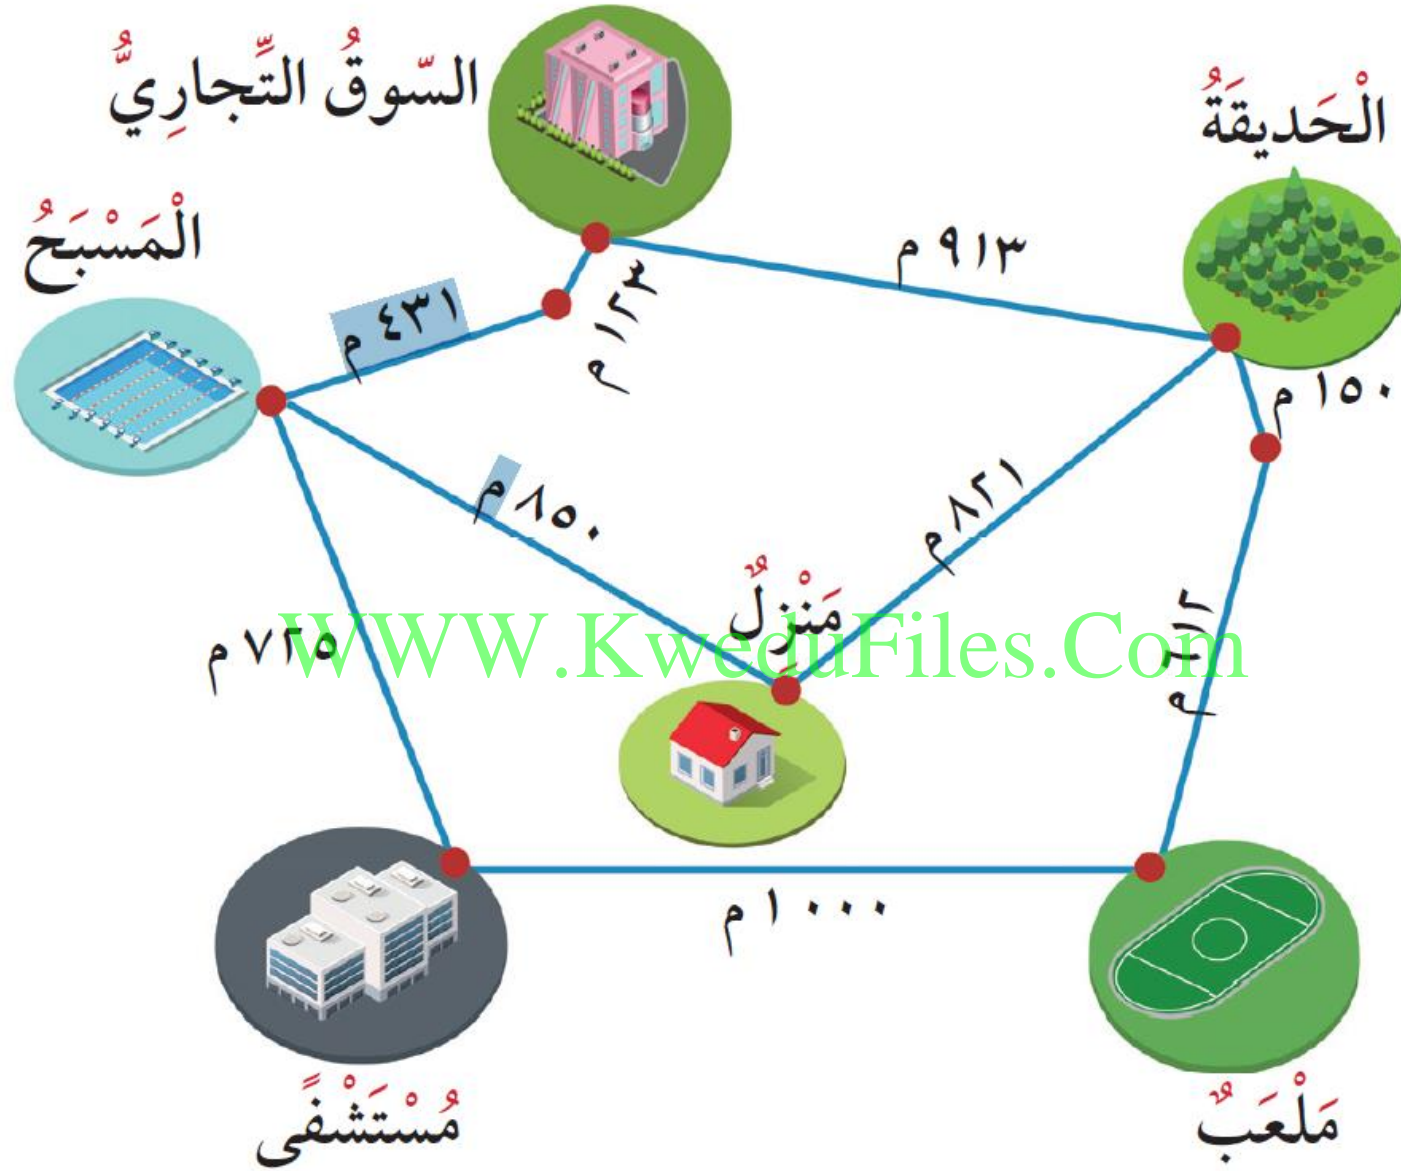 السّوقُ التِّجارِيُّ
الْحَديقَةُ
الْمَسْبَحُ
٩١٣ م
١٢٣ م
٤٣١ م
١٥٠ م
٨٥٠ م
٨٢١ م
مَنْزِلٌ
٦١٢ م
٧٢٥ م
WWW.KweduFiles.Com
١٠٠٠ م
مُسْتَشْفًى
مَلْعَبٌ